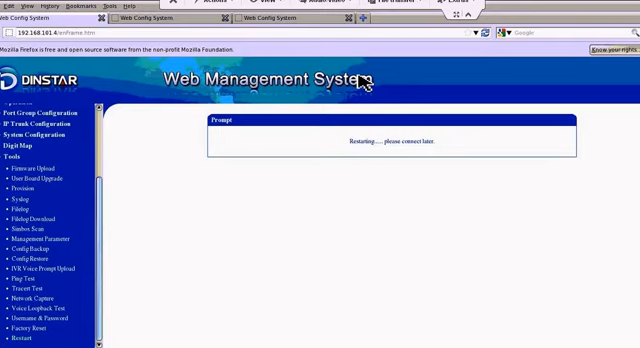 Actions
View
Audio/Video
File transfer
Extras
Edit View History Bookmarks Tools Help
Web Config System
Web Config System
Web Config System
192.168.101.4/enFrame.htm
Google
Mozilla Firefox is free and open source software from the non-profit Mozilla Foundation.
Know your rights...
DINSTAR
Web Management System
Port Group Configuration
IP Trunk Configuration
System Configuration
Digit Map
Tools
Firmware Upload
User Board Upgrade
Provision
Syslog
Filelog
Filelog Download
Simbox Scan
Management Parameter
Config Backup
Config Restore
IVR Voice Prompt Upload
Ping Test
Tracert Test
Network Capture
Voice Loopback Test
Username & Password
Factory Reset
Restart
Prompt
Restarting..... please connect later.